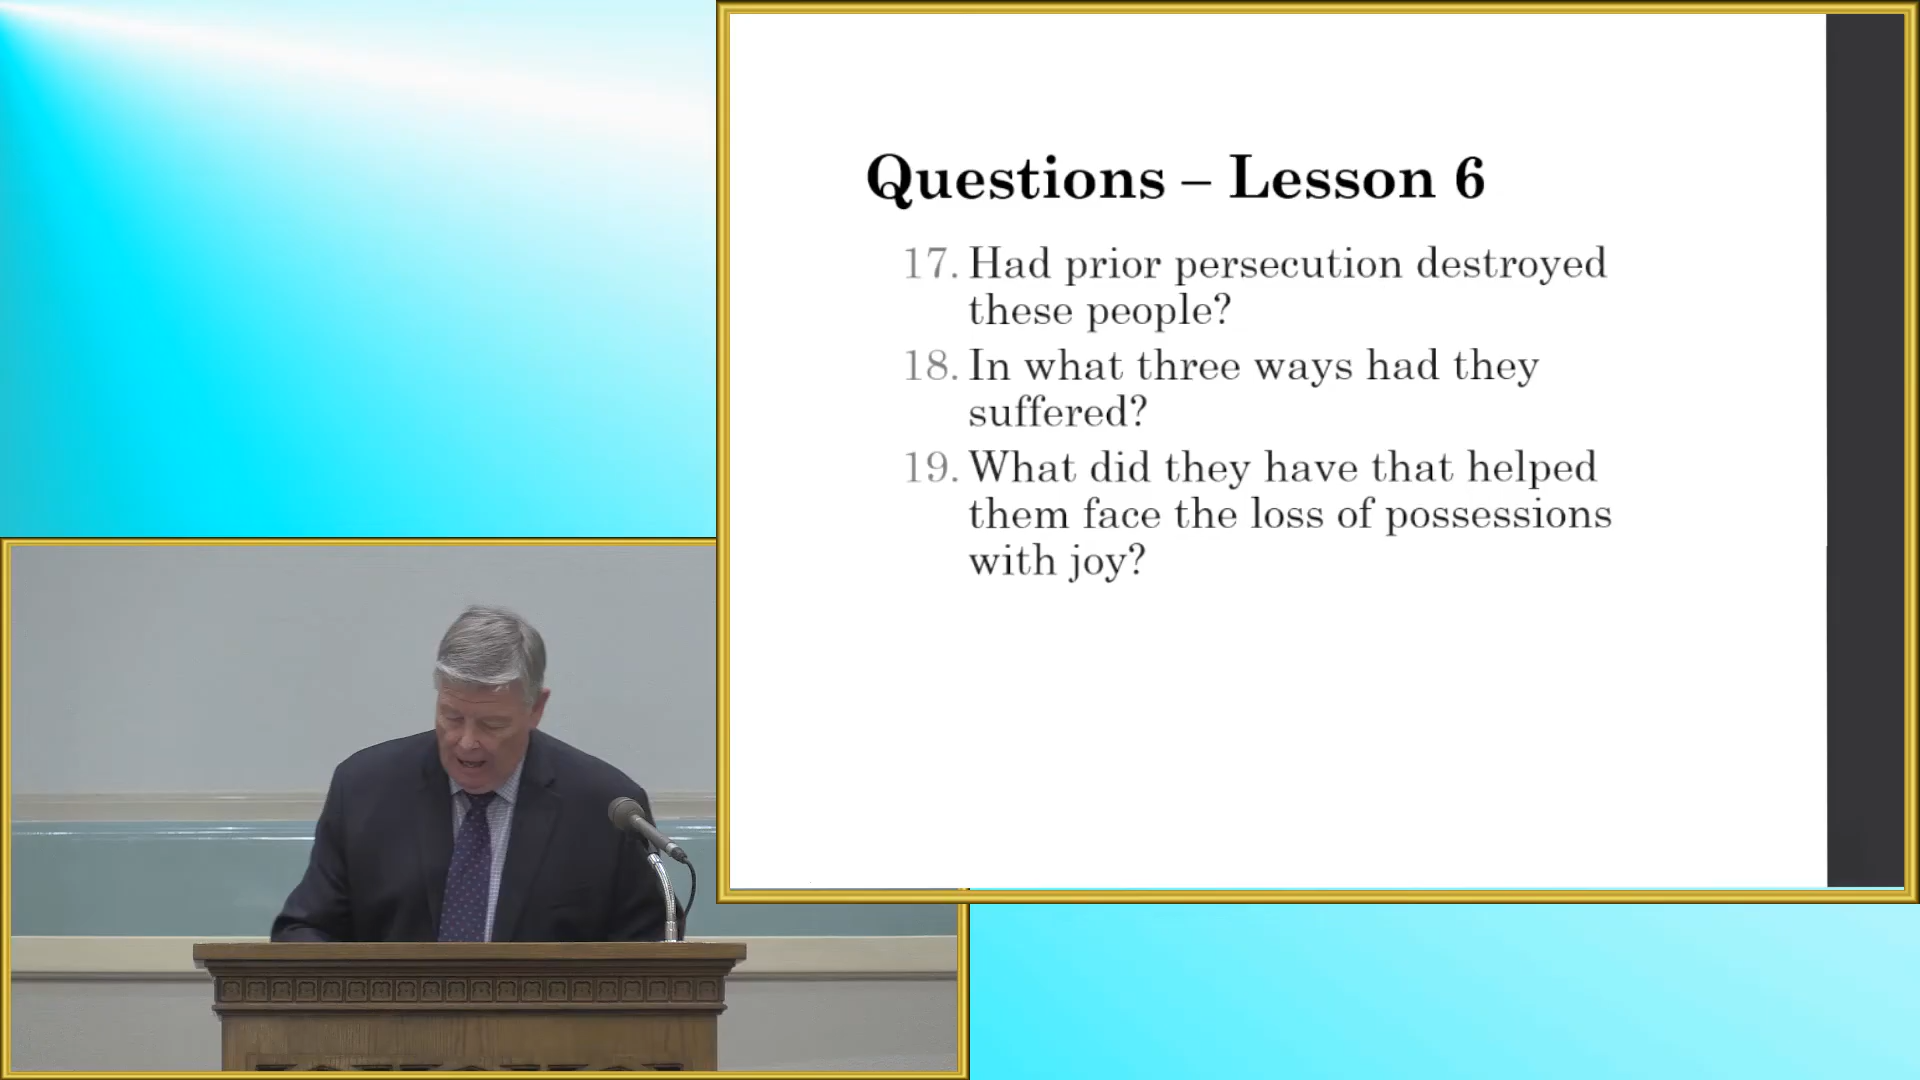 Questions – Lesson 6
17. Had prior persecution destroyed
these people?
18. In what three ways had they
suffered?
19. What did they have that helped
them face the loss of possessions
with joy?